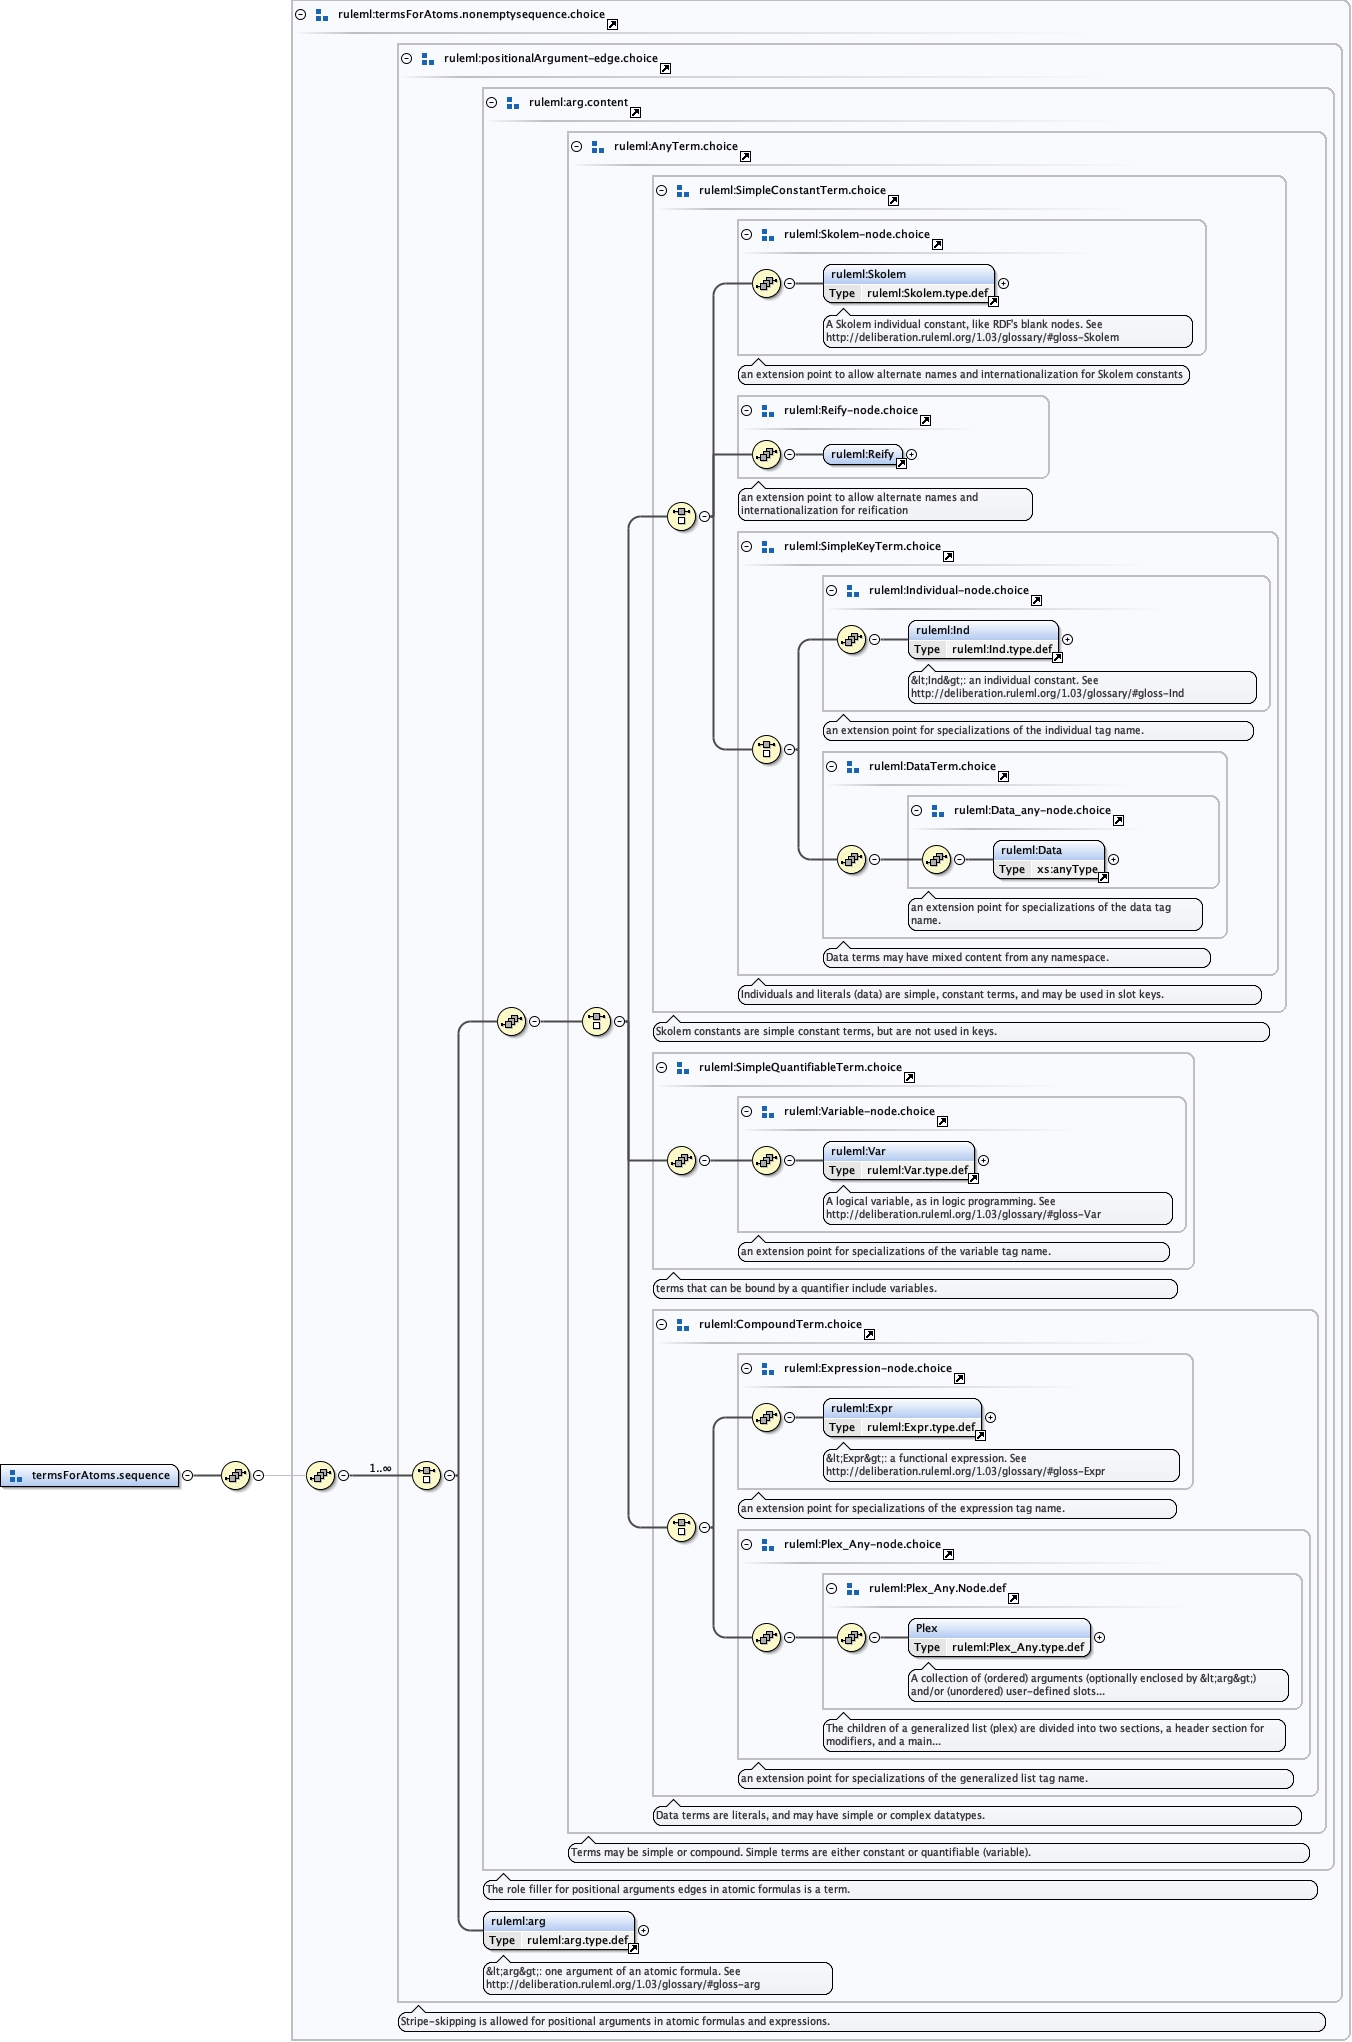 ruleml:termsForAtoms.nonemptysequence.choice
ruleml:positionalArgument-edge.choice
ruleml:arg.content
ruleml:AnyTerm.choice
ruleml:SimpleConstantTerm.choice
ruleml:Skolem-node.choice
ruleml:Skolem
Type ruleml:Skolem.type.def
A Skolem individual constant, like RDF's blank nodes. See
http://deliberation.ruleml.org/1.03/glossary/#gloss-Skolem
an extension point to allow alternate names and internationalization for Skolem constants
ruleml:Reify-node.choice
ruleml:Reify
an extension point to allow alternate names and
internationalization for reification
ruleml:SimpleKeyTerm.choice
ruleml:Individual-node.choice
ruleml:Ind
Type ruleml:Ind.type.def
&lt;Ind&gt;: an individual constant. See
http://deliberation.ruleml.org/1.03/glossary/#gloss-Ind
an extension point for specializations of the individual tag name.
ruleml:DataTerm.choice
ruleml:Data_any-node.choice
ruleml:Data
Type xs:anyType
an extension point for specializations of the data tag
name.
Data terms may have mixed content from any namespace.
Individuals and literals (data) are simple, constant terms, and may be used in slot keys.
Skolem constants are simple constant terms, but are not used in keys.
ruleml:SimpleQuantifiableTerm.choice
ruleml:Variable-node.choice
ruleml:Var
Type ruleml:Var.type.def
A logical variable, as in logic programming. See
http://deliberation.ruleml.org/1.03/glossary/#gloss-Var
an extension point for specializations of the variable tag name.
terms that can be bound by a quantifier include variables.
ruleml:CompoundTerm.choice
ruleml:Expression-node.choice
ruleml:Expr
Type ruleml:Expr.type.def
&lt;Expr&gt;: a functional expression. See
http://deliberation.ruleml.org/1.03/glossary/#gloss-Expr
termsForAtoms.sequence
1..∞
an extension point for specializations of the expression tag name.
ruleml:Plex_Any-node.choice
ruleml:Plex_Any.Node.def
Plex
Type ruleml:Plex_Any.type.def
A collection of (ordered) arguments (optionally enclosed by &lt;arg&gt;)
and/or (unordered) user-defined slots...
The children of a generalized list (plex) are divided into two sections, a header section for
modifiers, and a main...
an extension point for specializations of the generalized list tag name.
Data terms are literals, and may have simple or complex datatypes.
Terms may be simple or compound. Simple terms are either constant or quantifiable (variable).
The role filler for positional arguments edges in atomic formulas is a term.
ruleml:arg
Type ruleml:arg.type.def
&lt;arg&gt;: one argument of an atomic formula. See
http://deliberation.ruleml.org/1.03/glossary/#gloss-arg
Stripe-skipping is allowed for positional arguments in atomic formulas and expressions.